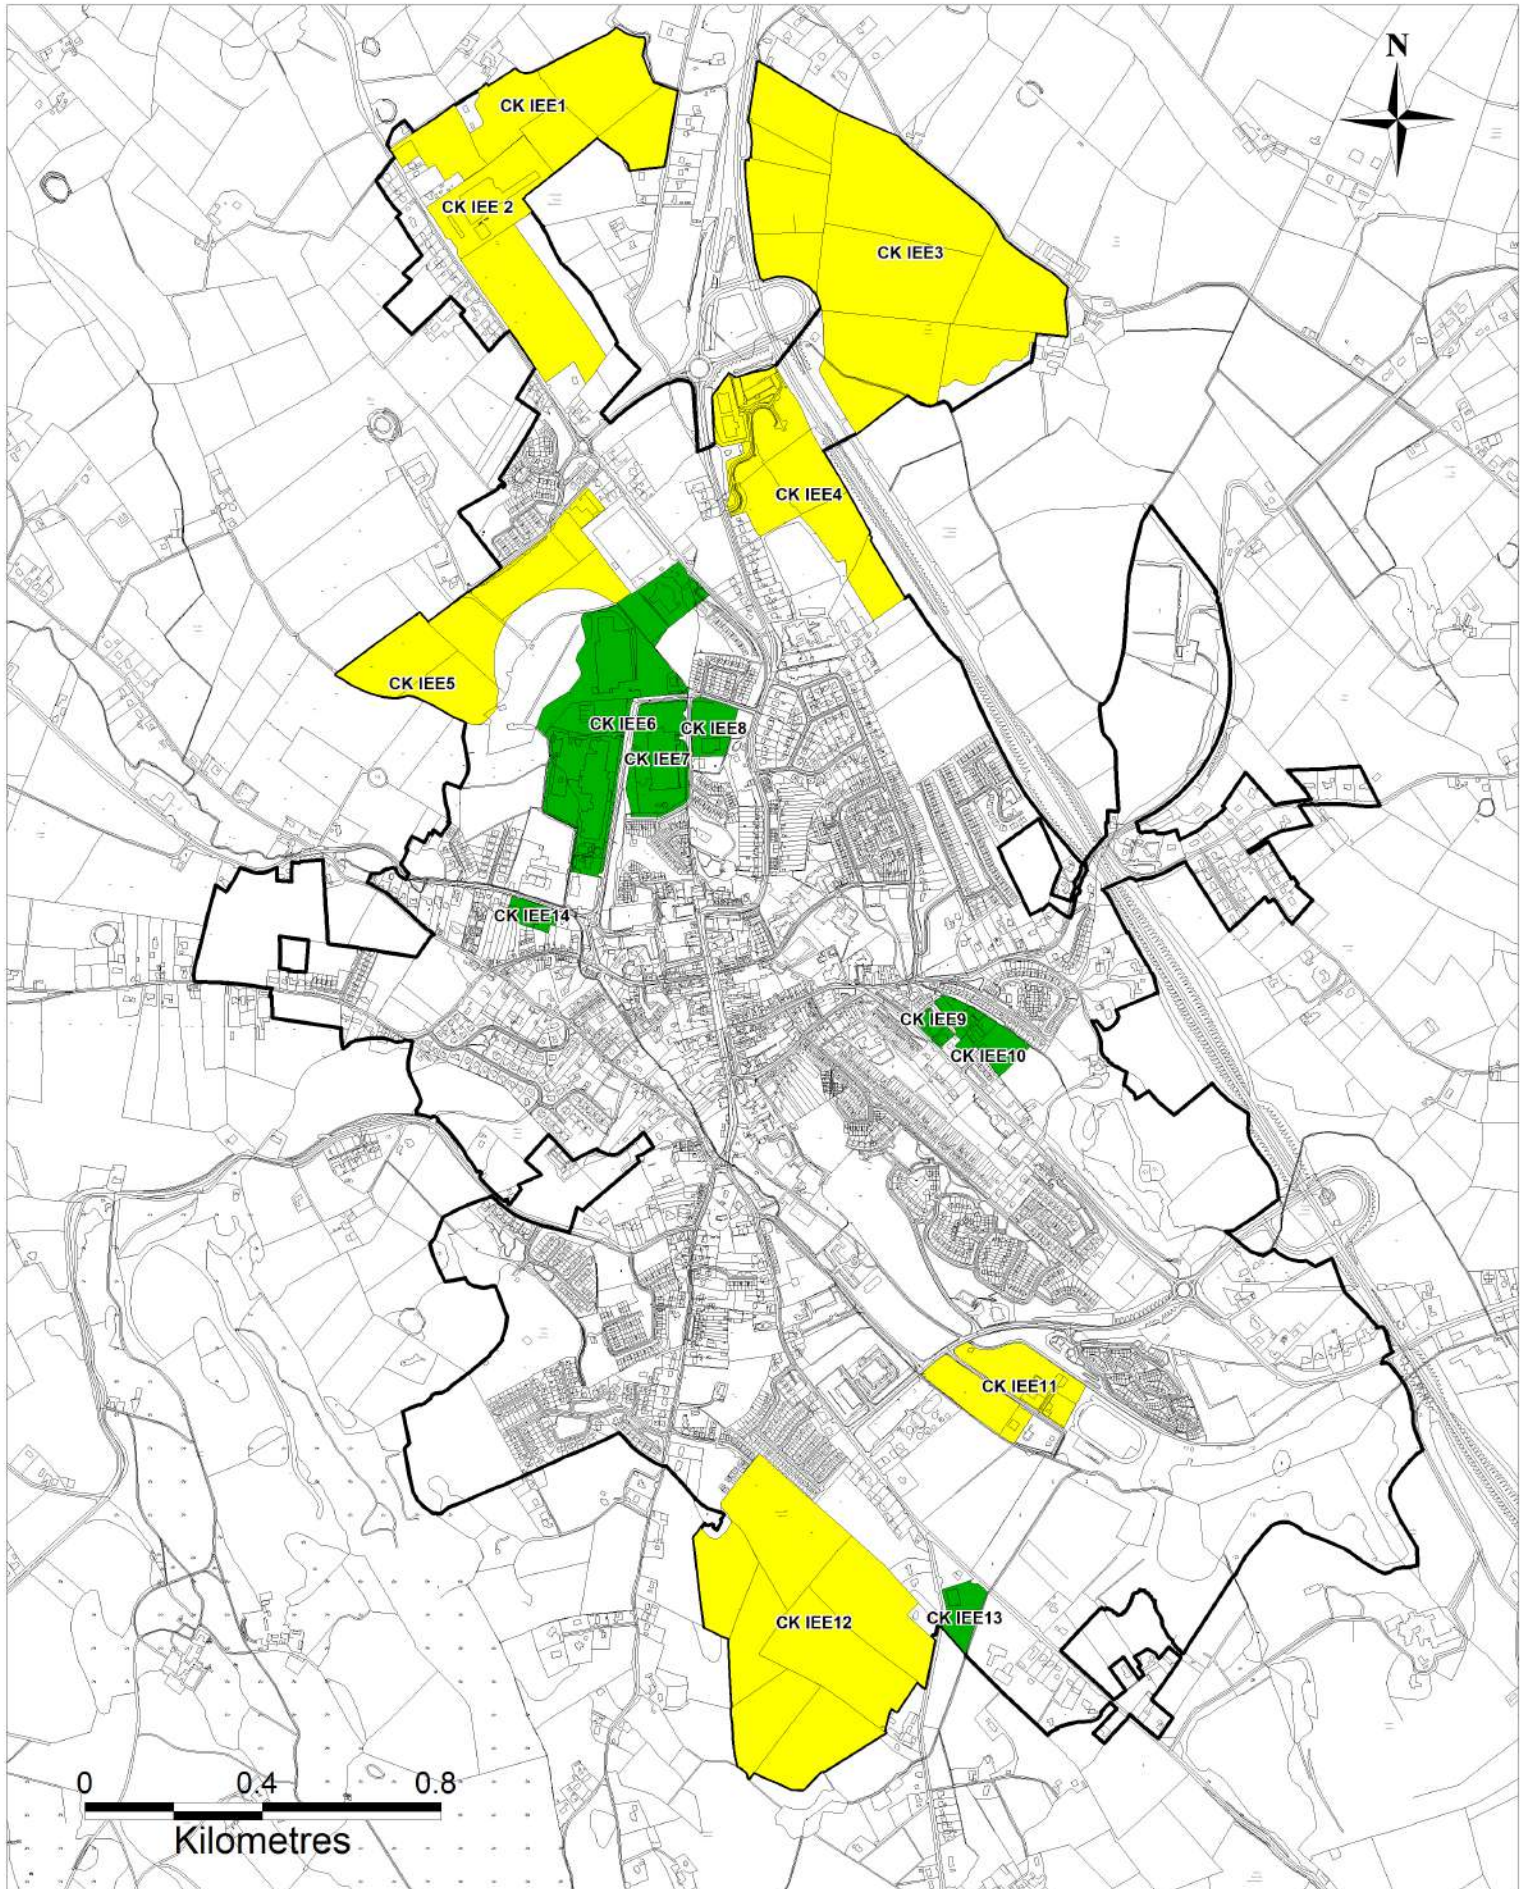 N
CK IEE1
CK IEE 2
CK IEE3
CK IEE4
CK IEE5
CK IEE6
CK IEE8
CK IEE7
CK IEE14
CK IEE9
CK IEE10
CK IEE11
CK IEE12
CK IEE13
0 0.4 0.8
Kilometres